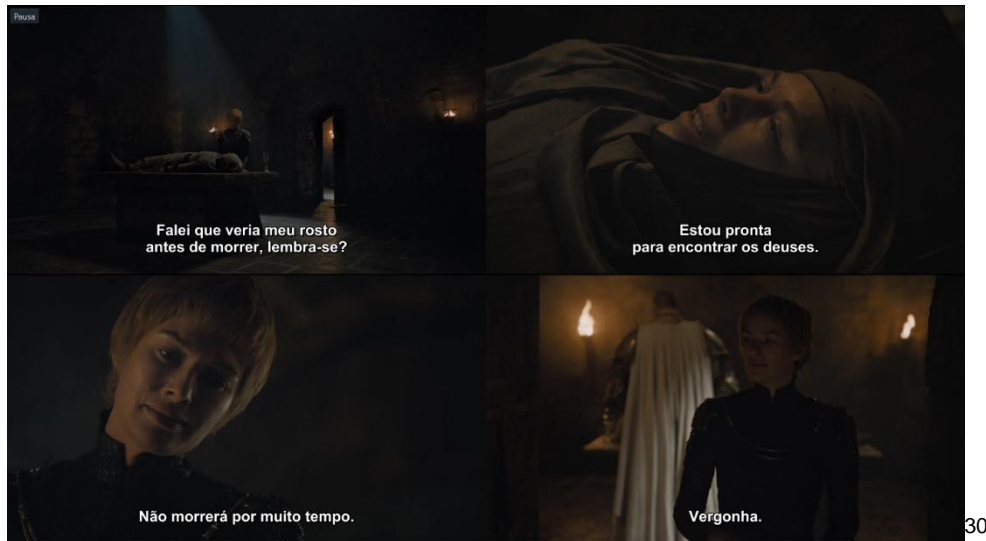 Pausa
Falei que veria meu rosto
antes de morrer, lembra-se?
Estou pronta
para encontrar os deuses.
Não morrerá por muito tempo.
Vergonha.
30